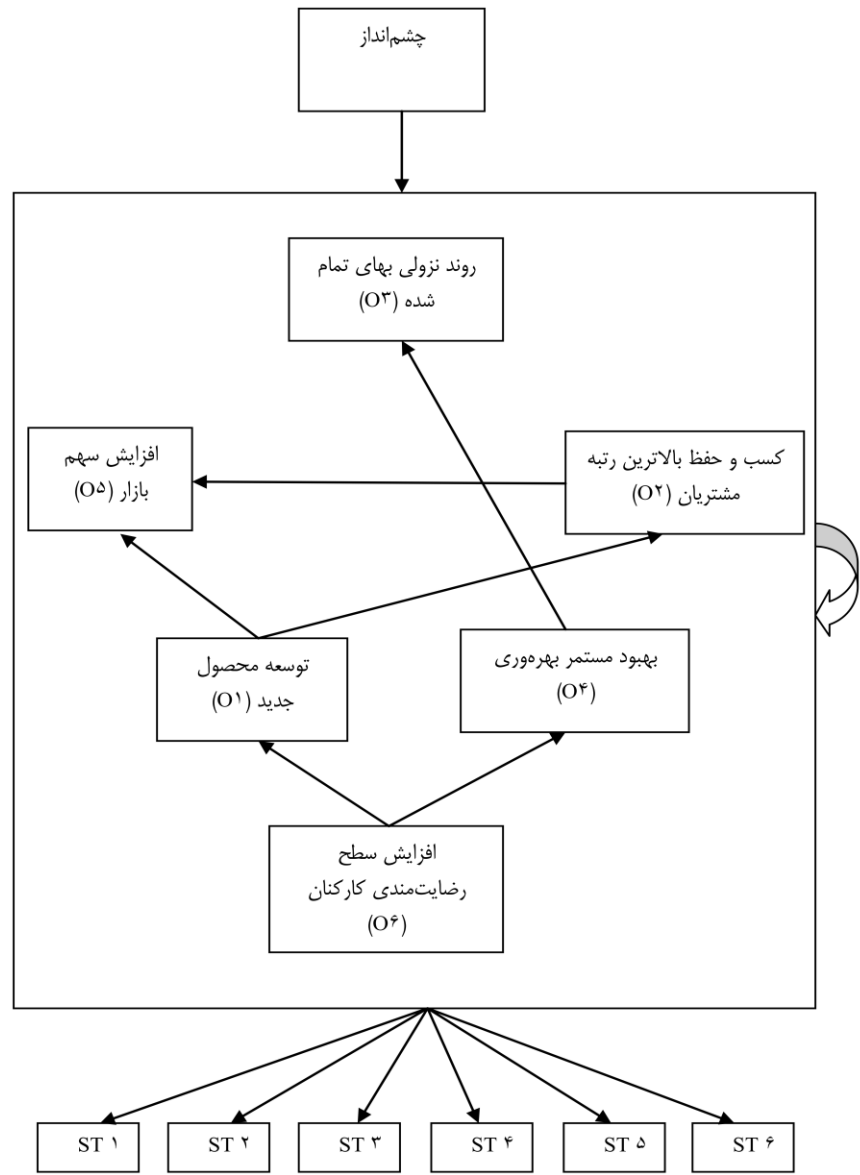 چشم‌انداز
روند نزولی بهای تمام
شده (O۳)
افزایش سهم
بازار (O۵)
کسب و حفظ بالاترین رتبه
مشتریان (O۲)
توسعه محصول
جدید (O۱)
بهبود مستمر بهره‌وری
(O۴)
افزایش سطح
رضایت‌مندی کارکنان
(O۶)
ST ۱
ST ۲
ST ۳
ST ۴
ST ۵
ST ۶